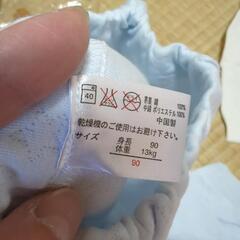 40
表裏 綿 100%
中綿 ポリエステル 100%
中国製
乾燥機のご使用はお避け下さい。
サイズ
身長 90
体重 13kg
90